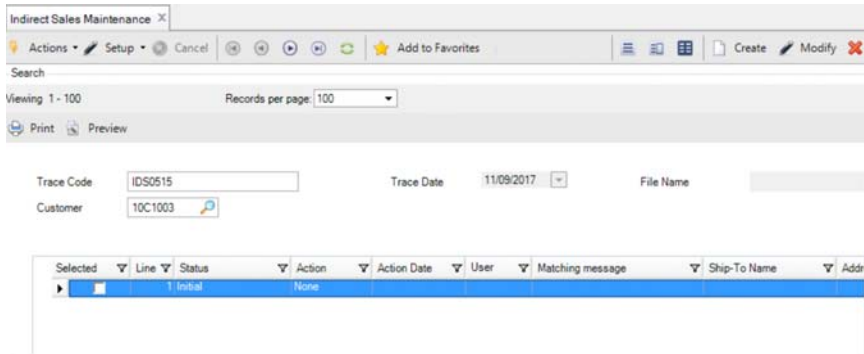 Indirect Sales Maintenance
Actions Setup Cancel Add to Favorites Create Modify
Search
Viewing 1 - 100 Records per page: 100
Print Preview
Trace Code IDS0515 Trace Date 11/09/2017 File Name
Customer 10C1003
Selected Line Status Action Action Date User Matching message Ship-To Name Addr
1 Initial None